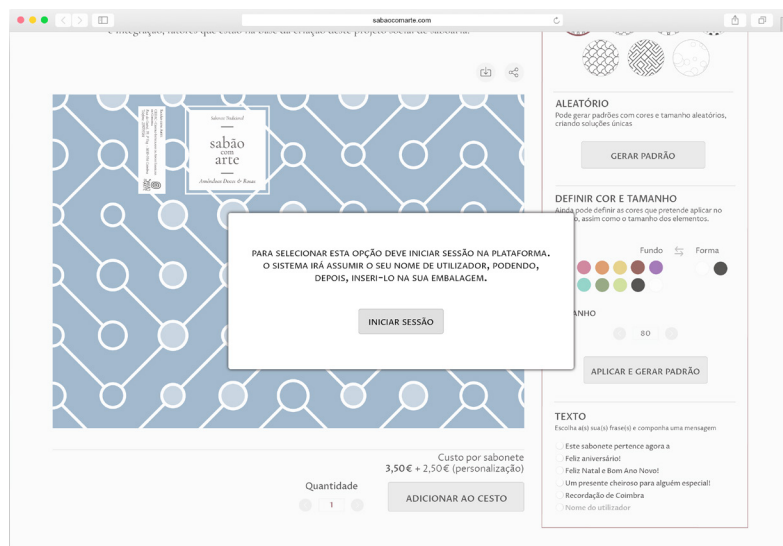 sabaocomarte.com
e integração, fatores que estão na base da criação deste projeto social de saboaria.
Saboaria Tradicional
sabão
com
arte
Amêndoas Doces & Rosas
PARA SELECIONAR ESTA OPÇÃO DEVE INICIAR SESSÃO NA PLATAFORMA.
O SISTEMA IRÁ ASSUMIR O SEU NOME DE UTILIZADOR, PODENDO,
DEPOIS, INSERI-LO NA SUA EMBALAGEM.
INICIAR SESSÃO
Custo por sabonete
3,50€ + 2,50€ (personalização)
Quantidade
1
ADICIONAR AO CESTO
ALEATÓRIO
Pode gerar padrões com cores e tamanho aleatórios,
criando soluções únicas
GERAR PADRÃO
DEFINIR COR E TAMANHO
Ainda pode definir as cores que pretende aplicar no
o, assim como o tamanho dos elementos.
Fundo
Forma
ANHO
80
APLICAR E GERAR PADRÃO
TEXTO
Escolha a(s) sua(s) frase(s) e componha uma mensagem
Este sabonete pertence agora a
Feliz aniversário!
Feliz Natal e Bom Ano Novo!
Um presente cheiroso para alguém especial!
Recordação de Coimbra
Nome do utilizador